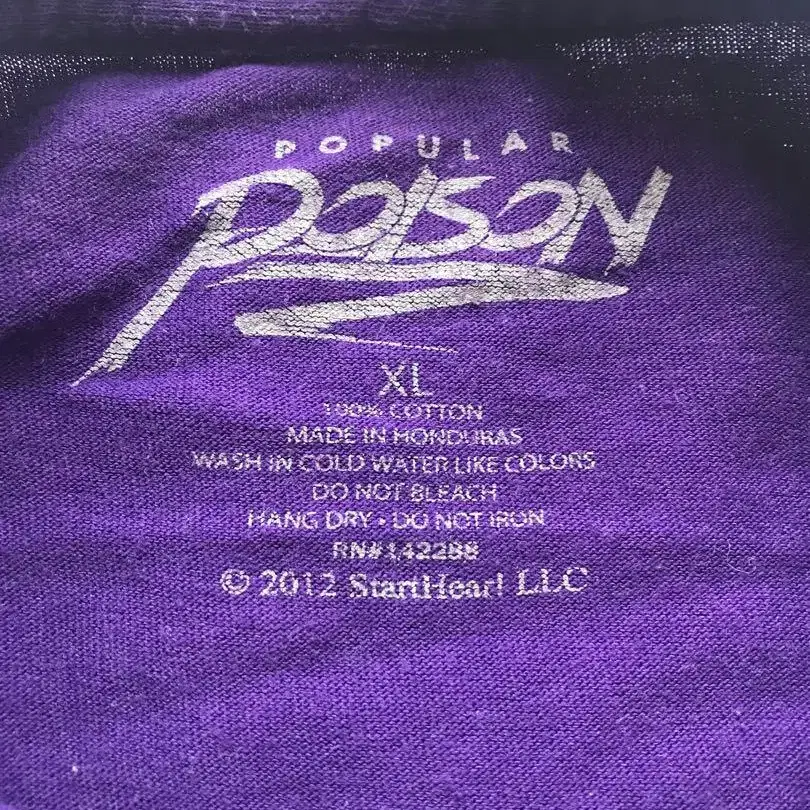 POPULAR
POISON
XL
100% COTTON
MADE IN HONDURAS
WASH IN COLD WATER LIKE COLORS
DO NOT BLEACH
HANG DRY • DO NOT IRON
RN#142288
© 2012 StartHeart LLC